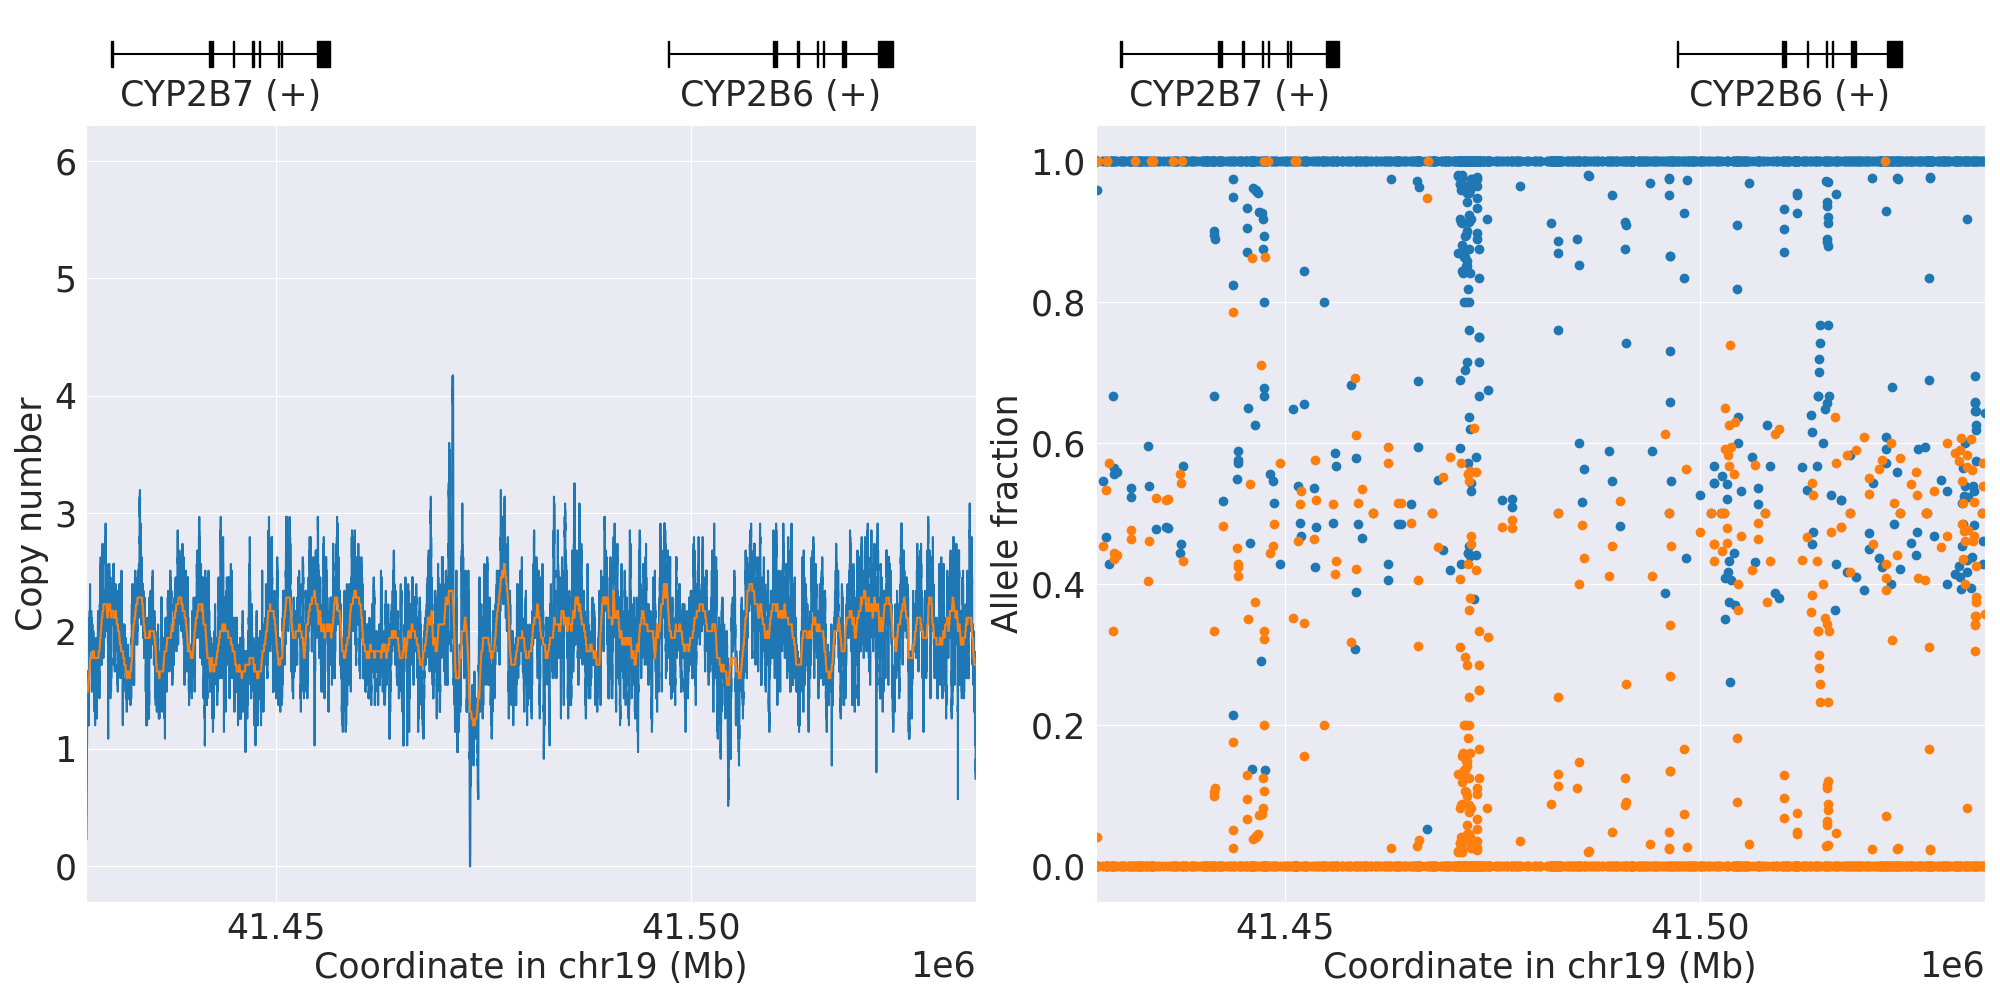 CYP2B7 (+)
CYP2B6 (+)
6
5
4
3
2
1
0
Copy number
41.45
41.50
Coordinate in chr19 (Mb)
1e6
CYP2B7 (+)
CYP2B6 (+)
1.0
0.8
0.6
0.4
0.2
0.0
Allele fraction
41.45
41.50
Coordinate in chr19 (Mb)
1e6